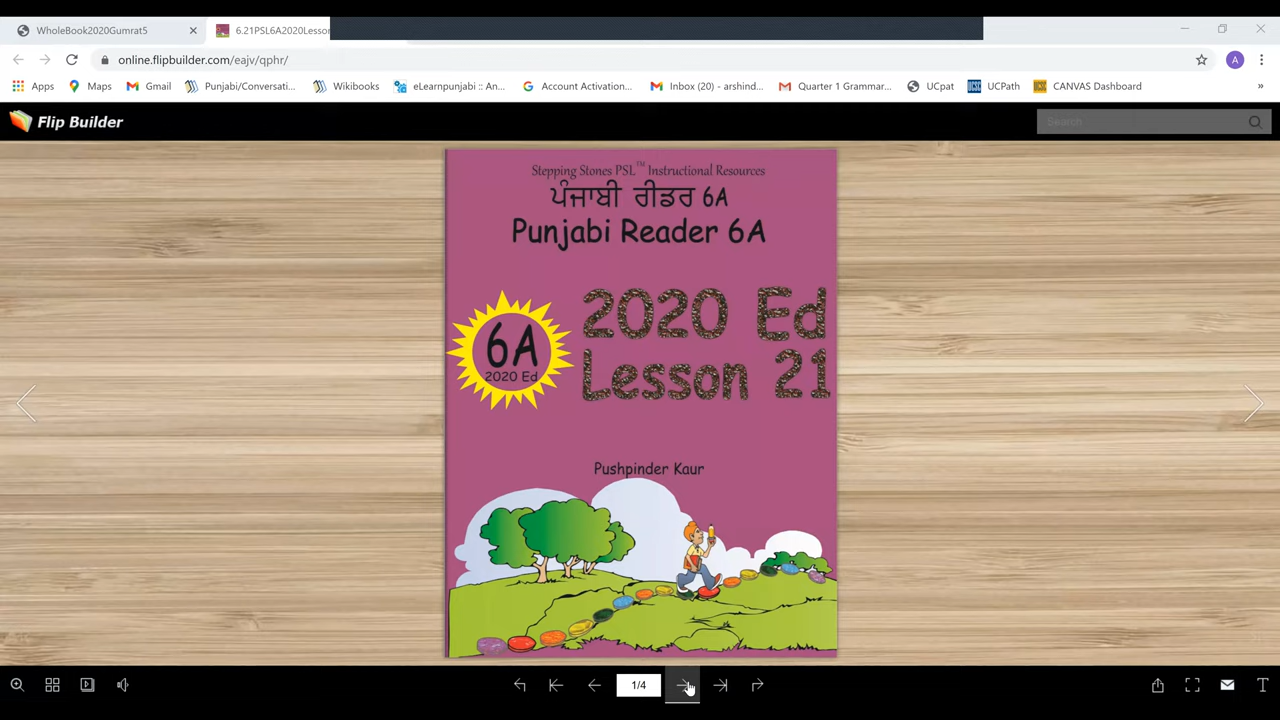 WholeBook2020Gumrat5
6.21PSL6A2020Lesson
online.flipbuilder.com/eajv/qphr/
A
Apps
Maps
Gmail
Punjabi/Conversati...
Wikibooks
eLearnpunjabi :: An...
Account Activation...
Inbox (20) - arshind...
Quarter 1 Grammar...
UCpat
UCPath
CANVAS Dashboard
»
Flip Builder
Search
Stepping Stones PSL™ Instructional Resources
ਪੰਜਾਬੀ ਰੀਡਰ 6A
Punjabi Reader 6A
6A
2020 Ed
2020 Ed
Lesson 21
Pushpinder Kaur
1/4